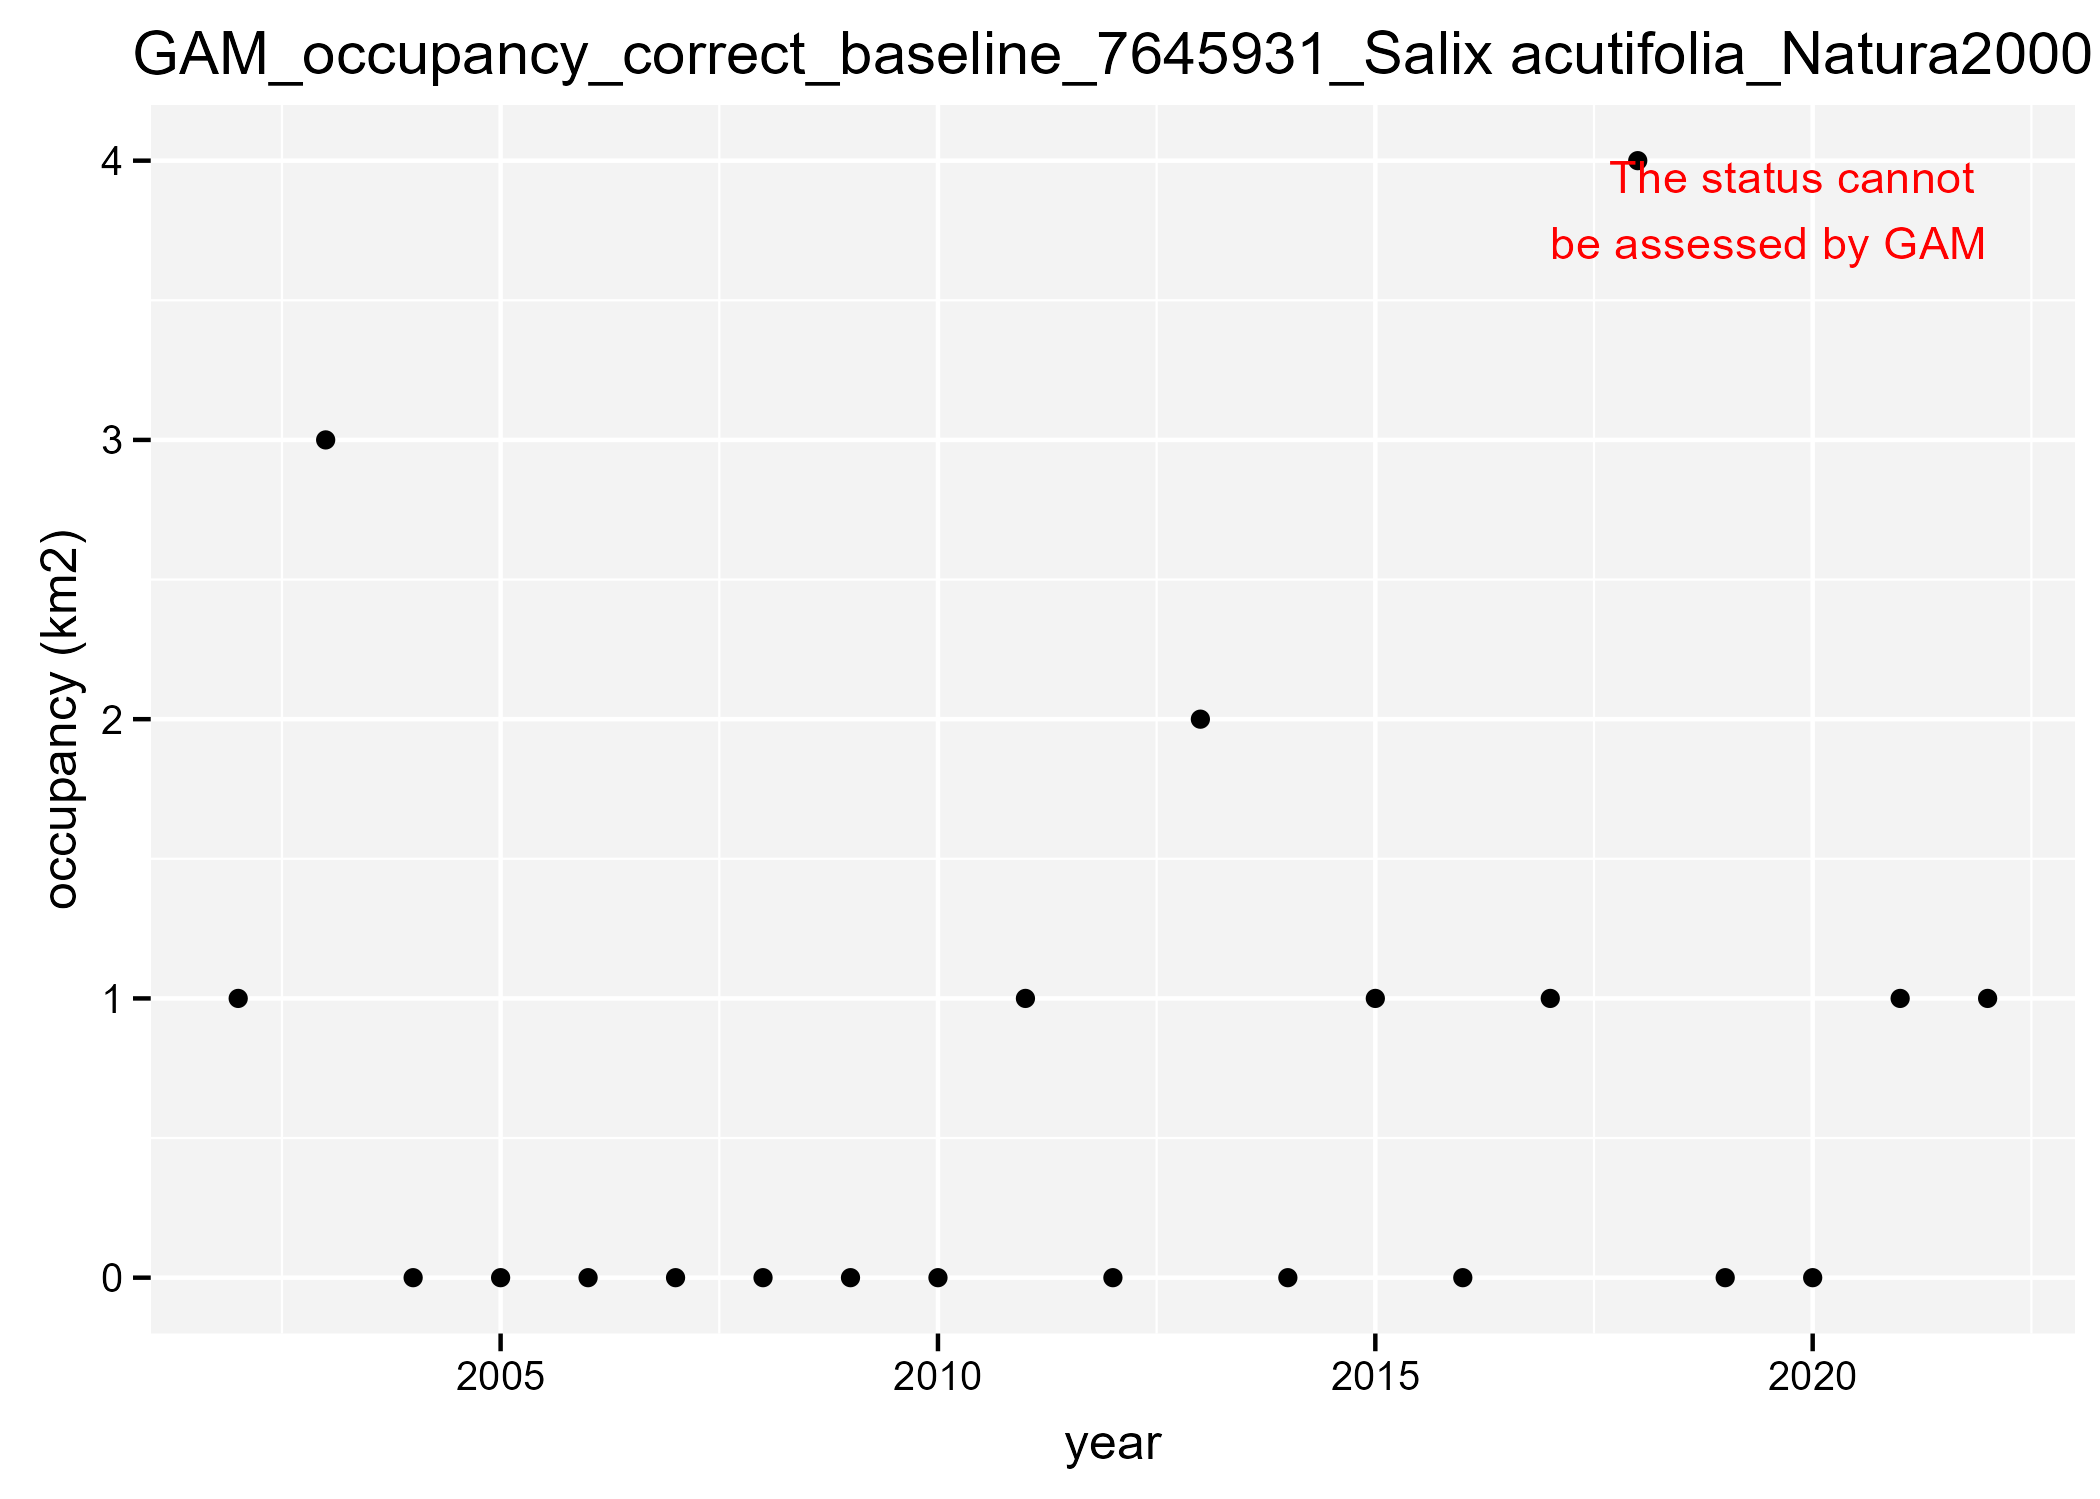 GAM_occupancy_correct_baseline_7645931_Salix acutifolia_Natura2000
The status cannot
be assessed by GAM
occupancy (km2)
4
3
2
1
0
2005 2010 2015 2020
year